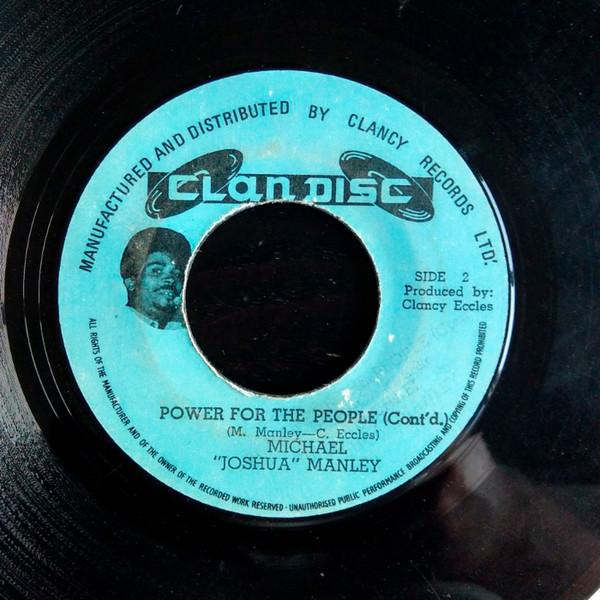 MANUFACTURED AND DISTRIBUTED BY CLANCY RECORDS LTD.
CLAN DISC
SIDE 2
Produced by:
Clancy Eccles
POWER FOR THE PEOPLE (Cont'd.)
(M. Manley—C. Eccles)
MICHAEL
"JOSHUA" MANLEY
ALL RIGHTS OF THE MANUFACTURER AND OF THE OWNER OF THE RECORDED WORK RESERVED - UNAUTHORISED PUBLIC PERFORMANCE BROADCASTING AND COPYING OF THIS RECORD PROHIBITED